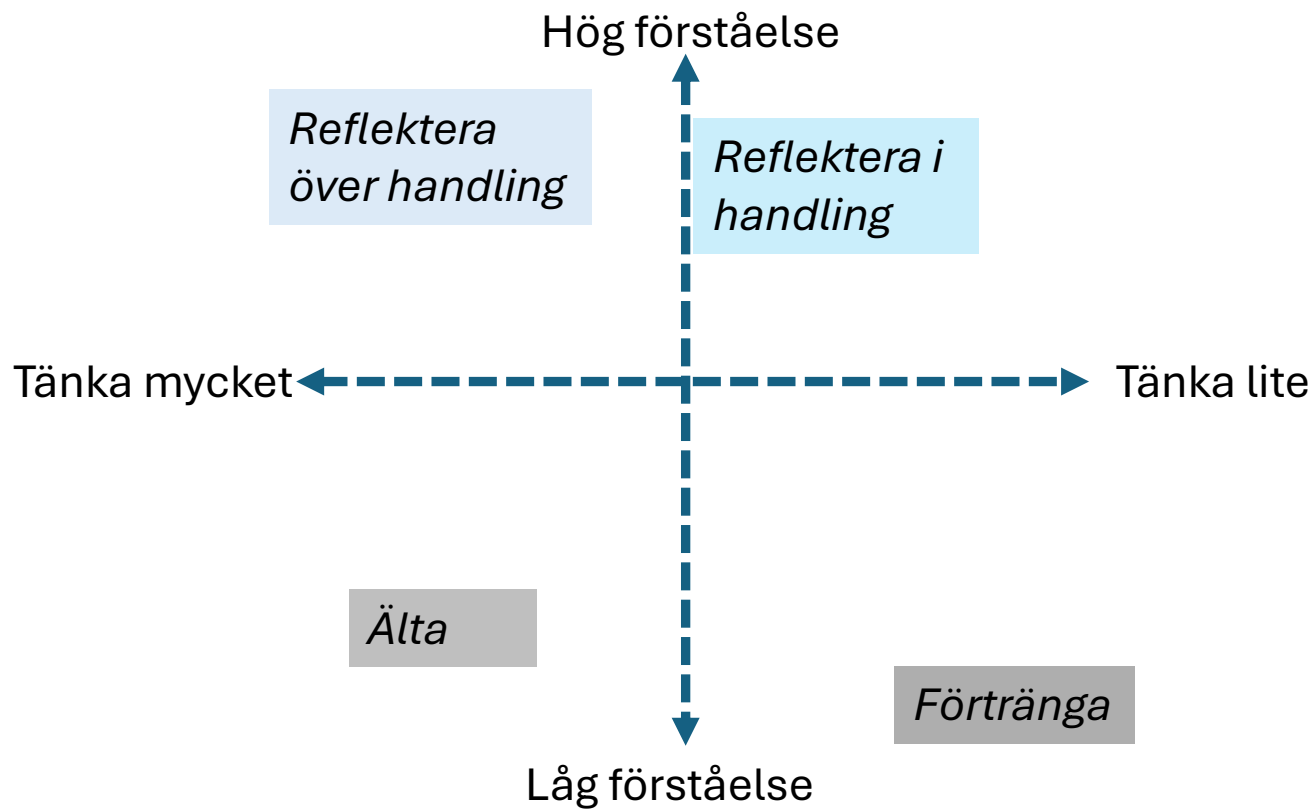 Hög förståelse
Reflektera
över handling
Reflektera i
handling
Tänka mycket
Tänka lite
Älta
Förtränga
Låg förståelse